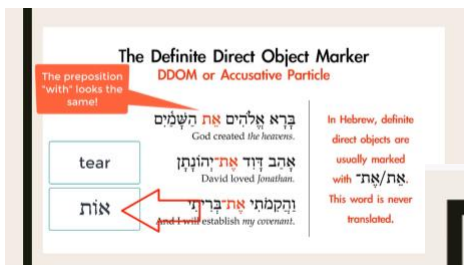 The Definite Direct Object Marker
DDOM or Accusative Particle
The preposition
"with" looks the
same!
בָּרָא אֱלֹהִים אֵת הַשָּׁמַיִם
God created the heavens.
אָהַב דָּוִד אֶת־יְהוֹנָתָן
David loved Jonathan.
וַהֲקִמֹתִי אֶת־בְּרִיתִי
And I will establish my covenant.
tear
אוֹת
In Hebrew, definite
direct objects are
usually marked
with אֵת/אֶת־.
This word is never
translated.